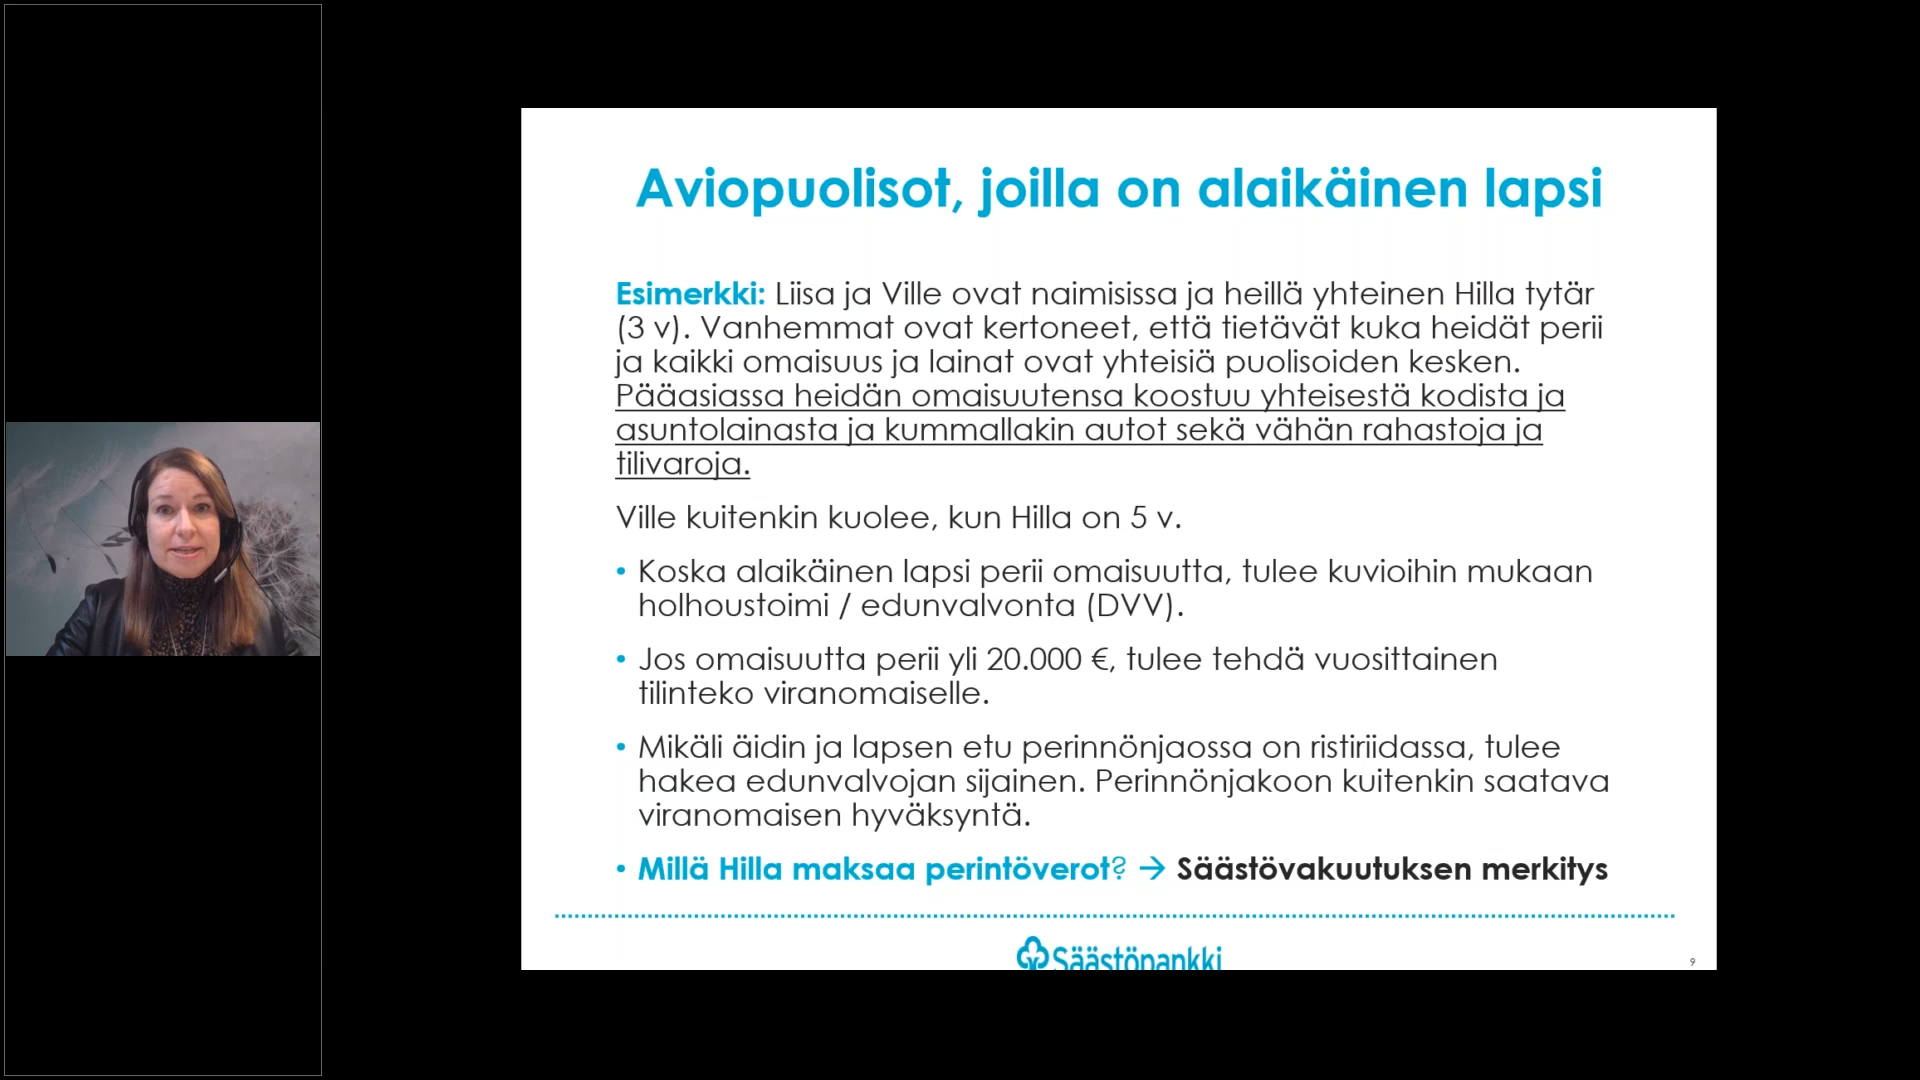 Aviopuolisot, joilla on alaikäinen lapsi
Esimerkki: Liisa ja Ville ovat naimisissa ja heillä yhteinen Hilla tytär
(3 v). Vanhemmat ovat kertoneet, että tietävät kuka heidät perii
ja kaikki omaisuus ja lainat ovat yhteisiä puolisoiden kesken.
Pääasiassa heidän omaisuutensa koostuu yhteisestä kodista ja
asuntolainasta ja kummallakin autot sekä vähän rahastoja ja
tilivaroja.
Ville kuitenkin kuolee, kun Hilla on 5 v.
• Koska alaikäinen lapsi perii omaisuutta, tulee kuvioihin mukaan
holhoustoimi / edunvalvonta (DVV).
• Jos omaisuutta perii yli 20.000 €, tulee tehdä vuosittainen
tilinteko viranomaiselle.
• Mikäli äidin ja lapsen etu perinnönjaossa on ristiriidassa, tulee
hakea edunvalvojan sijainen. Perinnönjakoon kuitenkin saatava
viranomaisen hyväksyntä.
• Millä Hilla maksaa perintöverot? → Säästövakuutuksen merkitys
Säästöpankki
9